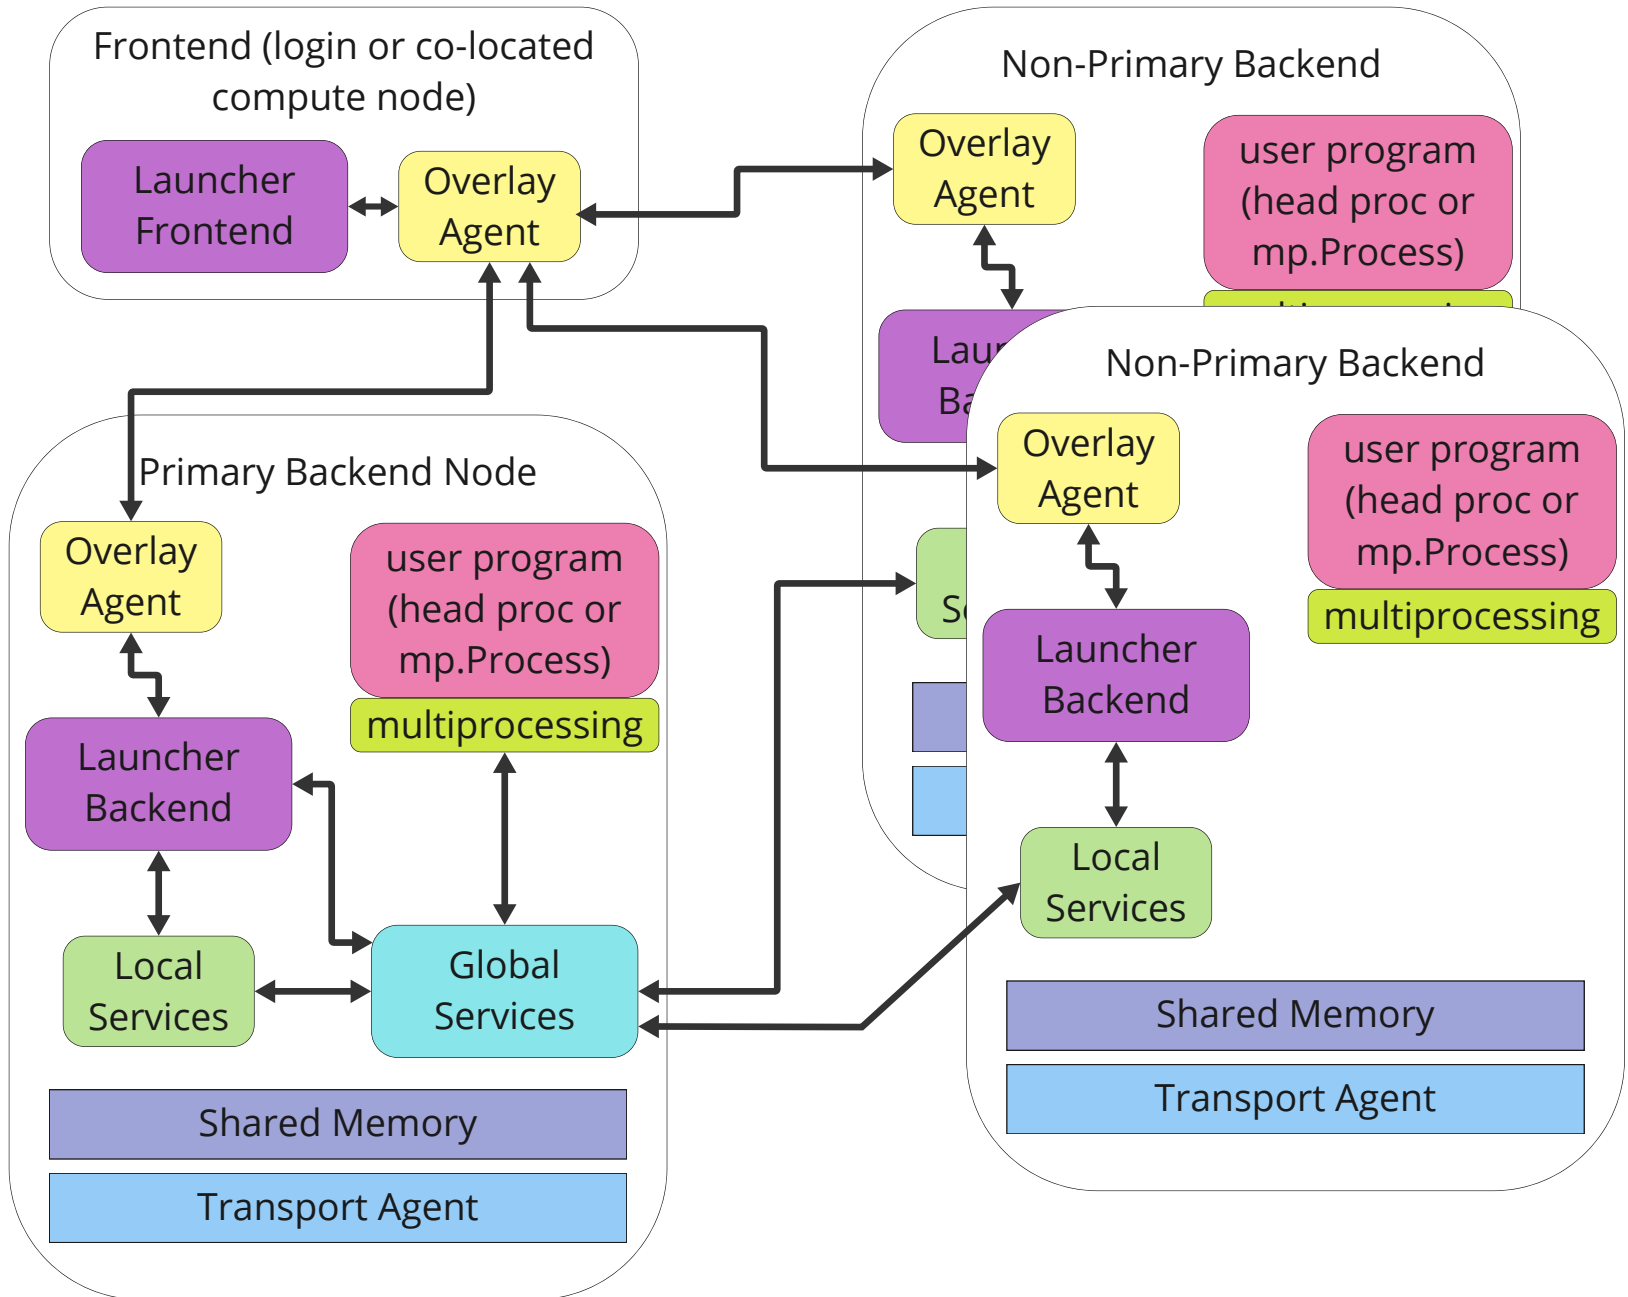 Frontend (login or co-located
compute node)
Launcher
Frontend
Overlay
Agent
Non-Primary Backend
Overlay
Agent
user program
(head proc or
mp.Process)
Non-Primary Backend
Overlay
Agent
user program
(head proc or
mp.Process)
multiprocessing
Launcher
Backend
Local
Services
Shared Memory
Transport Agent
Primary Backend Node
Overlay
Agent
user program
(head proc or
mp.Process)
multiprocessing
Launcher
Backend
Local
Services
Global
Services
Shared Memory
Transport Agent